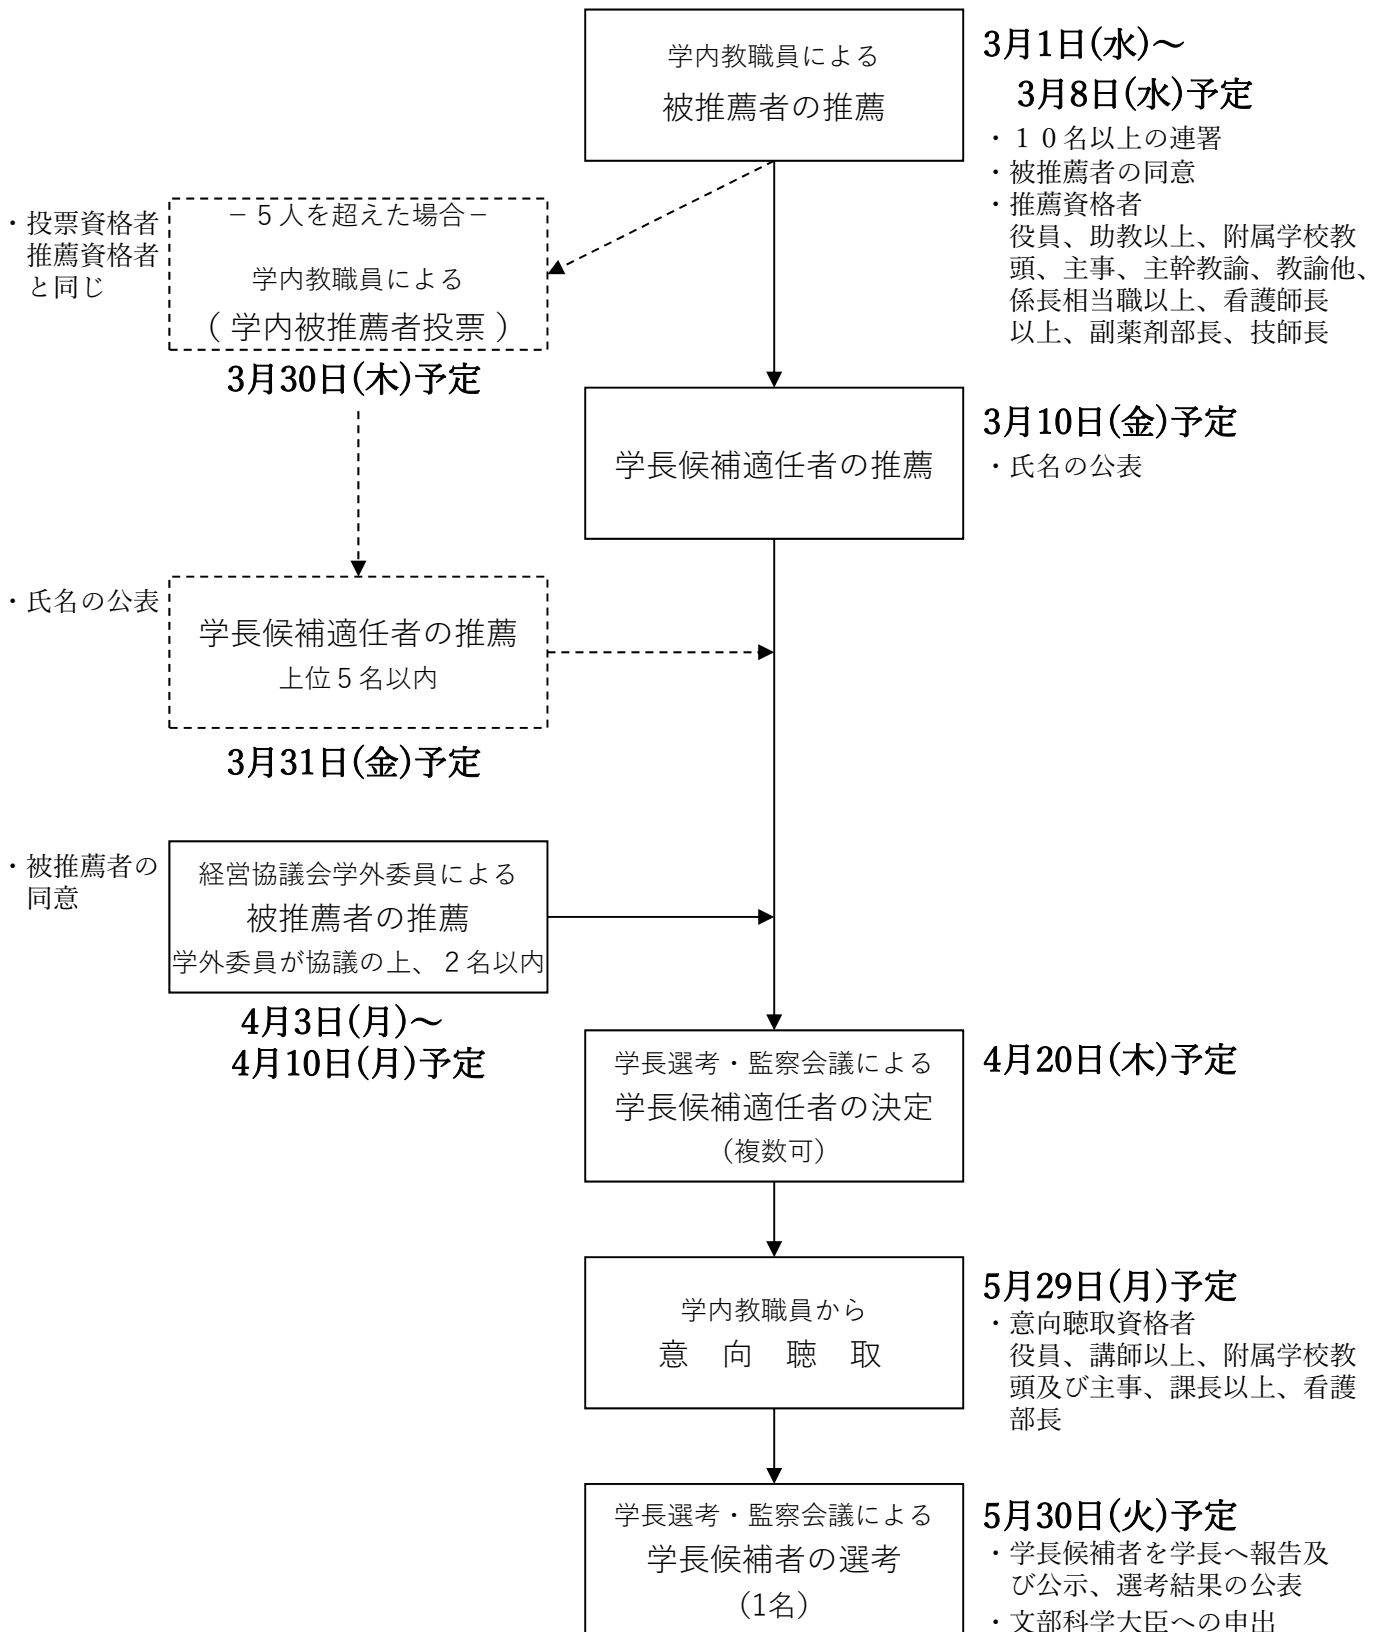 学内教職員による
被推薦者の推薦
3月1日(水)～
3月8日(水)予定
・１０名以上の連署
・被推薦者の同意
・推薦資格者
役員、助教以上、附属学校教
頭、主事、主幹教諭、教諭他、
係長相当職以上、看護師長
以上、副薬剤部長、技師長
・投票資格者
推薦資格者
と同じ
－５人を超えた場合－
学内教職員による
（学内被推薦者投票）
3月30日(木)予定
学長候補適任者の推薦
3月10日(金)予定
・氏名の公表
・氏名の公表
学長候補適任者の推薦
上位５名以内
3月31日(金)予定
・被推薦者の
同意
経営協議会学外委員による
被推薦者の推薦
学外委員が協議の上、２名以内
4月3日(月)～
4月10日(月)予定
学長選考・監察会議による
学長候補適任者の決定
（複数可）
4月20日(木)予定
学内教職員から
意　向　聴　取
5月29日(月)予定
・意向聴取資格者
役員、講師以上、附属学校教
頭及び主事、課長以上、看護
部長
学長選考・監察会議による
学長候補者の選考
（1名）
5月30日(火)予定
・学長候補者を学長へ報告及
び公示、選考結果の公表
・文部科学大臣への申出